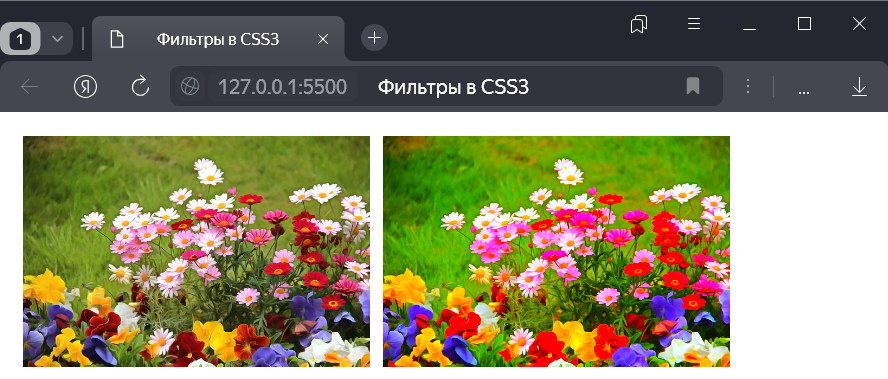 1
Фильтры в CSS3
Я
127.0.0.1:5500 Фильтры в CSS3
...